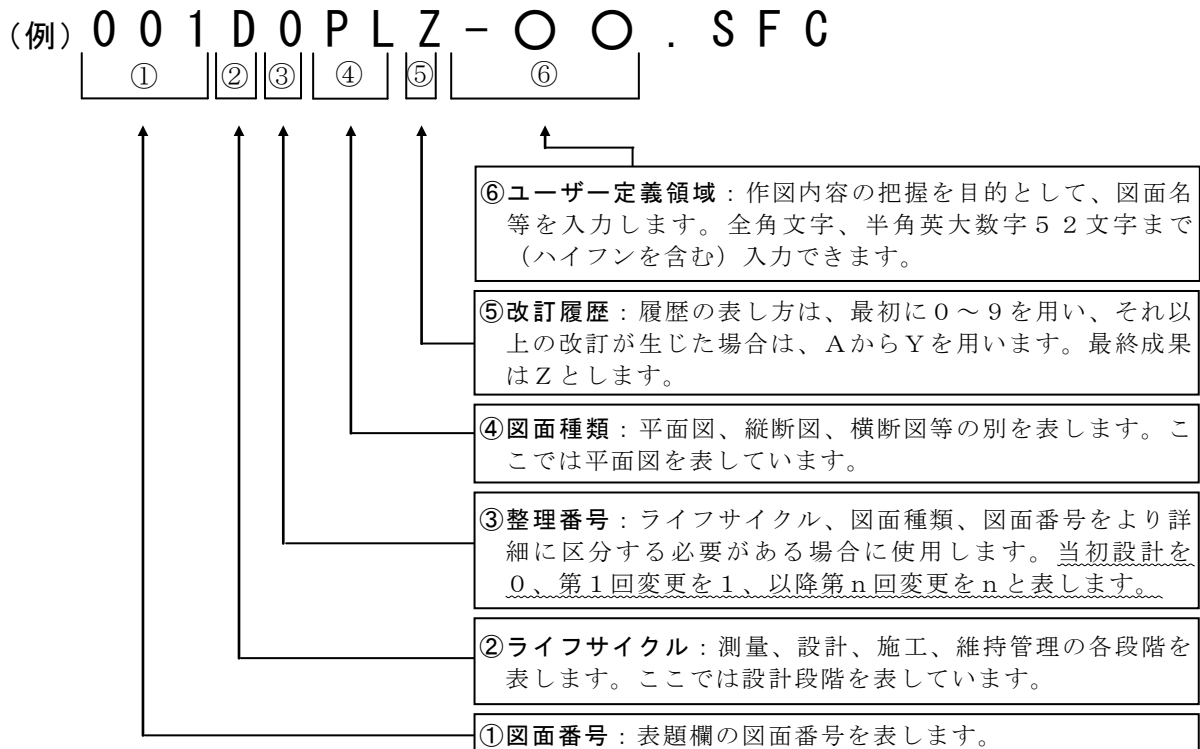 (例) 001D0PLZ-○○.SFC
① ② ③ ④ ⑤ ⑥
⑥ユーザー定義領域：作図内容の把握を目的として、図面名
等を入力します。全角文字、半角英大数字５２文字まで
（ハイフンを含む）入力できます。
⑤改訂履歴：履歴の表し方は、最初に０～９を用い、それ以
上の改訂が生じた場合は、ＡからＹを用います。最終成果
はＺとします。
④図面種類：平面図、縦断図、横断図等の別を表します。こ
こでは平面図を表しています。
③整理番号：ライフサイクル、図面種類、図面番号をより詳
細に区分する必要がある場合に使用します。当初設計を
０、第１回変更を１、以降第ｎ回変更をｎと表します。
②ライフサイクル：測量、設計、施工、維持管理の各段階を
表します。ここでは設計段階を表しています。
①図面番号：表題欄の図面番号を表します。